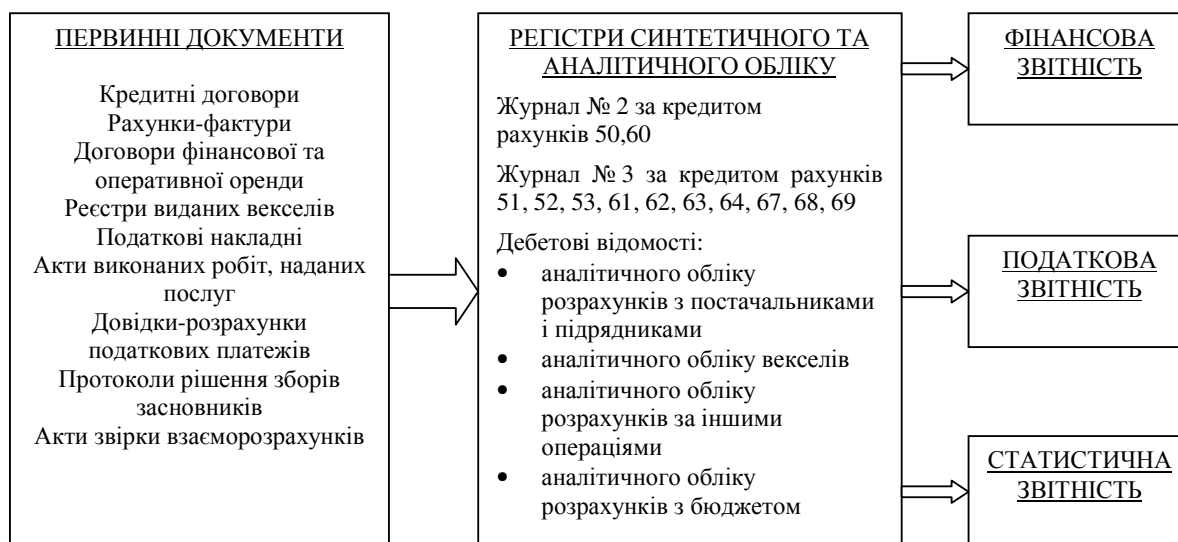 ПЕРВИННІ ДОКУМЕНТИ
Кредитні договори
Рахунки-фактури
Договори фінансової та
оперативної оренди
Реєстри виданих векселів
Податкові накладні
Акти виконаних робіт, наданих
послуг
Довідки-розрахунки
податкових платежів
Протоколи рішення зборів
засновників
Акти звірки взаєморозрахунків
РЕГІСТРИ СИНТЕТИЧНОГО ТА
АНАЛІТИЧНОГО ОБЛІКУ
Журнал № 2 за кредитом
рахунків 50,60
Журнал № 3 за кредитом рахунків
51, 52, 53, 61, 62, 63, 64, 67, 68, 69
Дебетові відомості:
• аналітичного обліку
розрахунків з постачальниками
і підрядниками
• аналітичного обліку векселів
• аналітичного обліку
розрахунків за іншими
операціями
• аналітичного обліку
розрахунків з бюджетом
ФІНАНСОВА
ЗВІТНІСТЬ
ПОДАТКОВА
ЗВІТНІСТЬ
СТАТИСТИЧНА
ЗВІТНІСТЬ